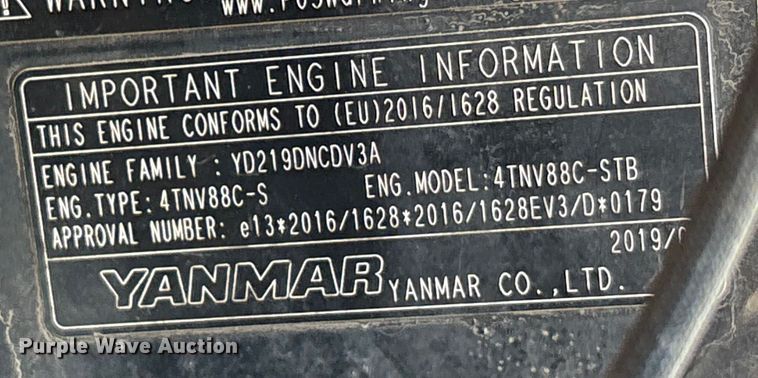 IMPORTANT ENGINE INFORMATION
THIS ENGINE CONFORMS TO (EU)2016/1628 REGULATION
ENGINE FAMILY: YD219DNCDV3A
ENG.TYPE: 4TNV88C-S ENG.MODEL:4TNV88C-STB
APPROVAL NUMBER: e13*2016/1628*2016/1628EV3/D*0179
2019/
YANMAR YANMAR CO.,LTD.
Purple Wave Auction